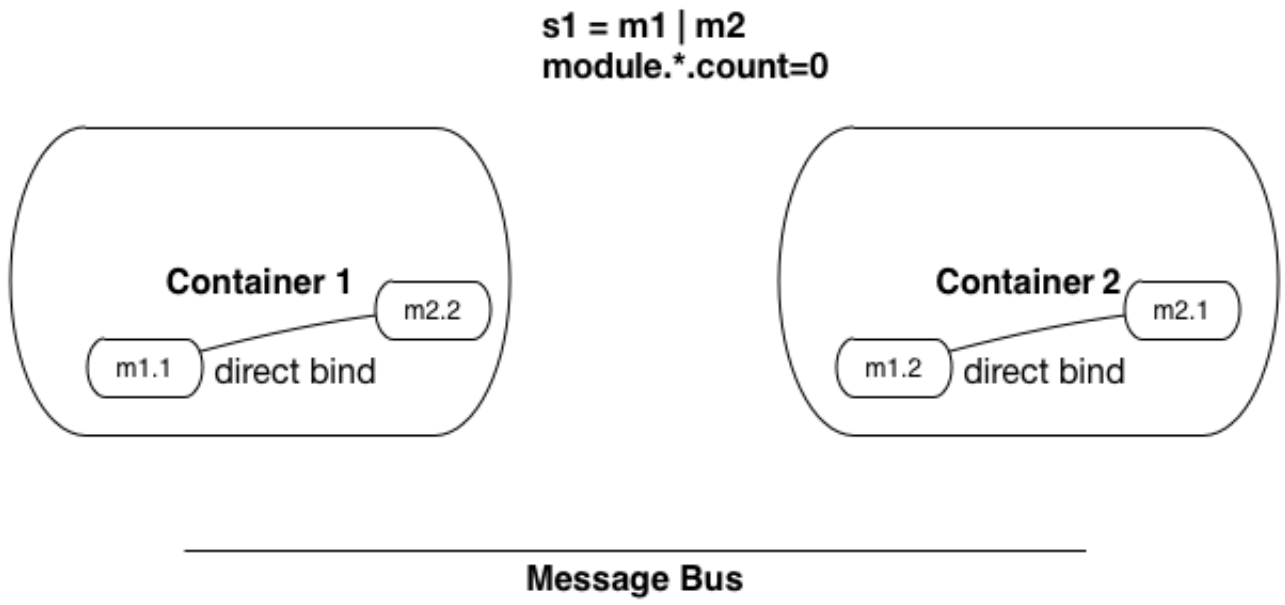 s1 = m1 | m2
module.*.count=0
Container 1
m2.2
m1.1
direct bind
Container 2
m2.1
m1.2
direct bind
Message Bus